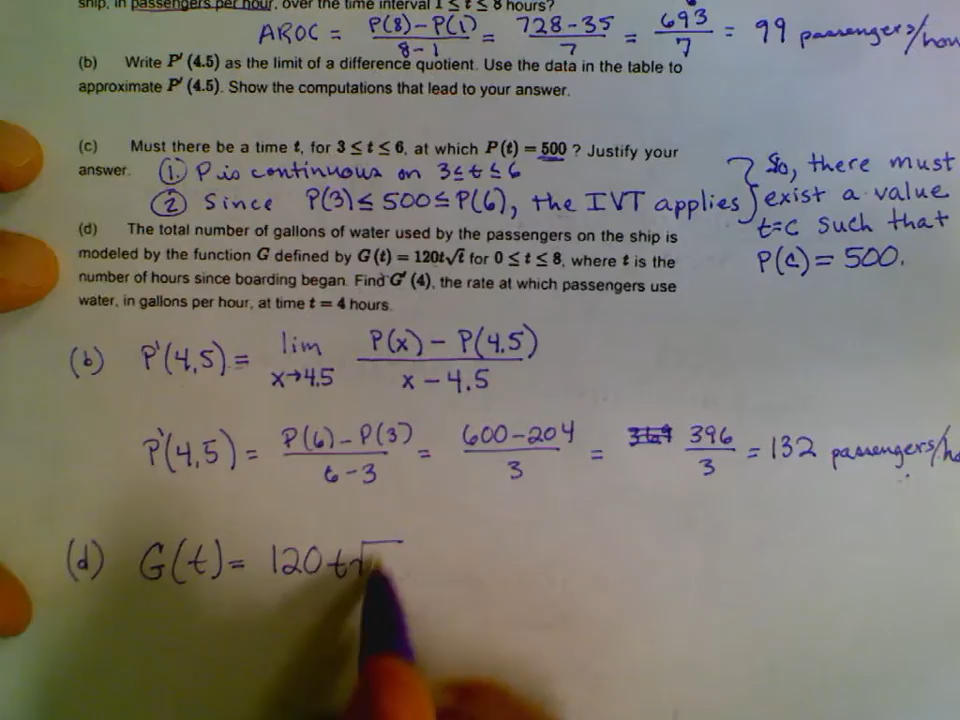 ship, in passengers per hour, over the time interval 1 ≤ t ≤ 8 hours?
AROC = P(8)-P(1)/8-1 = 728-35/7 = 693/7 = 99 passengers/hou
(b) Write P' (4.5) as the limit of a difference quotient. Use the data in the table to
approximate P' (4.5). Show the computations that lead to your answer.
(c) Must there be a time t, for 3 ≤ t ≤ 6, at which P(t) = 500 ? Justify your
answer. ① P is continuous on 3≤t≤6
② Since P(3) ≤ 500 ≤ P(6), the IVT applies
So, there must
exist a value
t=c such that
P(c) = 500.
(d) The total number of gallons of water used by the passengers on the ship is
modeled by the function G defined by G(t) = 120t√t for 0 ≤ t ≤ 8, where t is the
number of hours since boarding began. Find G' (4), the rate at which passengers use
water, in gallons per hour, at time t = 4 hours.
(b) P'(4.5) = lim x→4.5 P(x) - P(4.5)/x - 4.5
P'(4.5) = P(6)-P(3)/6-3 = 600-204/3 = 396/3 = 132 passengers/ho
(d) G(t) = 120t√